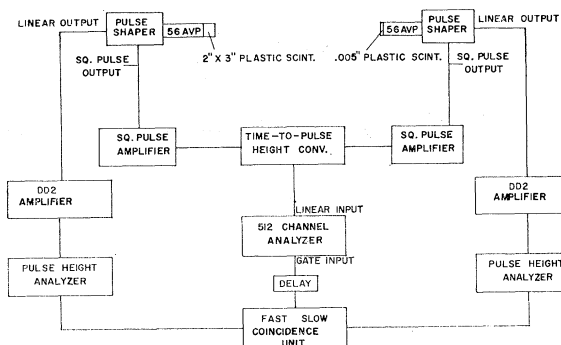 LINEAR OUTPUT
PULSE
SHAPER
56 AVP
2" X 3" PLASTIC SCINT.
SQ. PULSE
OUTPUT
.005" PLASTIC SCINT.
56 AVP
PULSE
SHAPER
LINEAR OUTPUT
SQ. PULSE
OUTPUT
SQ. PULSE
AMPLIFIER
TIME-TO-PULSE
HEIGHT CONV.
SQ. PULSE
AMPLIFIER
DD2
AMPLIFIER
LINEAR INPUT
512 CHANNEL
ANALYZER
GATE INPUT
DD2
AMPLIFIER
PULSE HEIGHT
ANALYZER
DELAY
PULSE HEIGHT
ANALYZER
FAST SLOW
COINCIDENCE
UNIT